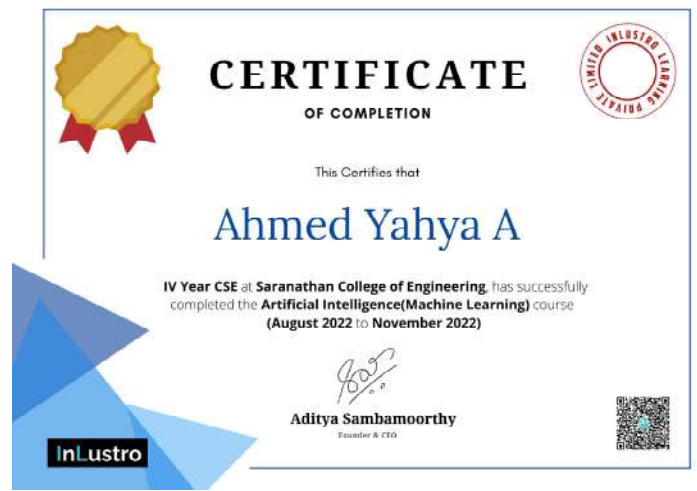 CERTIFICATE
OF COMPLETION
INLUSTRO LEARNING PRIVATE LIMITED
This Certifies that
Ahmed Yahya A
IV Year CSE at Saranathan College of Engineering, has successfully
completed the Artificial Intelligence(Machine Learning) course
(August 2022 to November 2022)
Aditya Sambamoorthy
Founder & CEO
InLustro